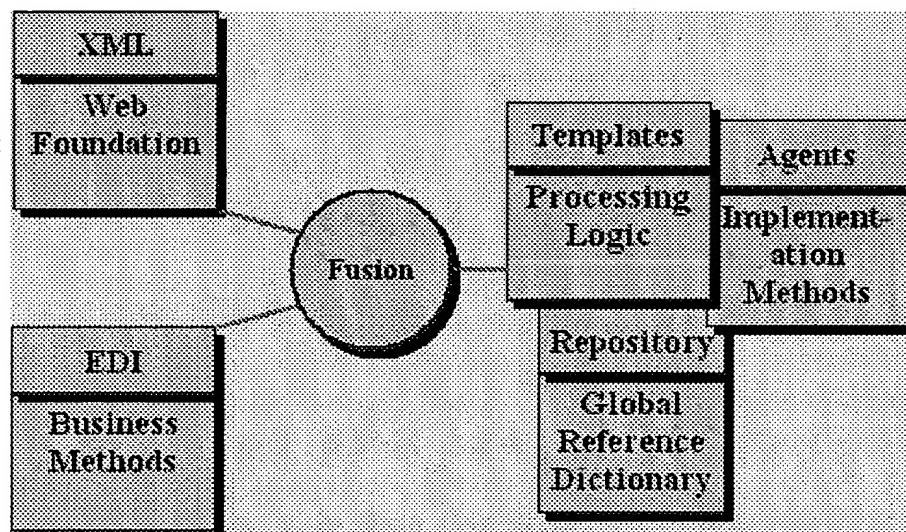 XML
Web
Foundation
EDI
Business
Methods
Fusion
Templates
Processing
Logic
Agents
Implement-
ation
Methods
Repository
Global
Reference
Dictionary